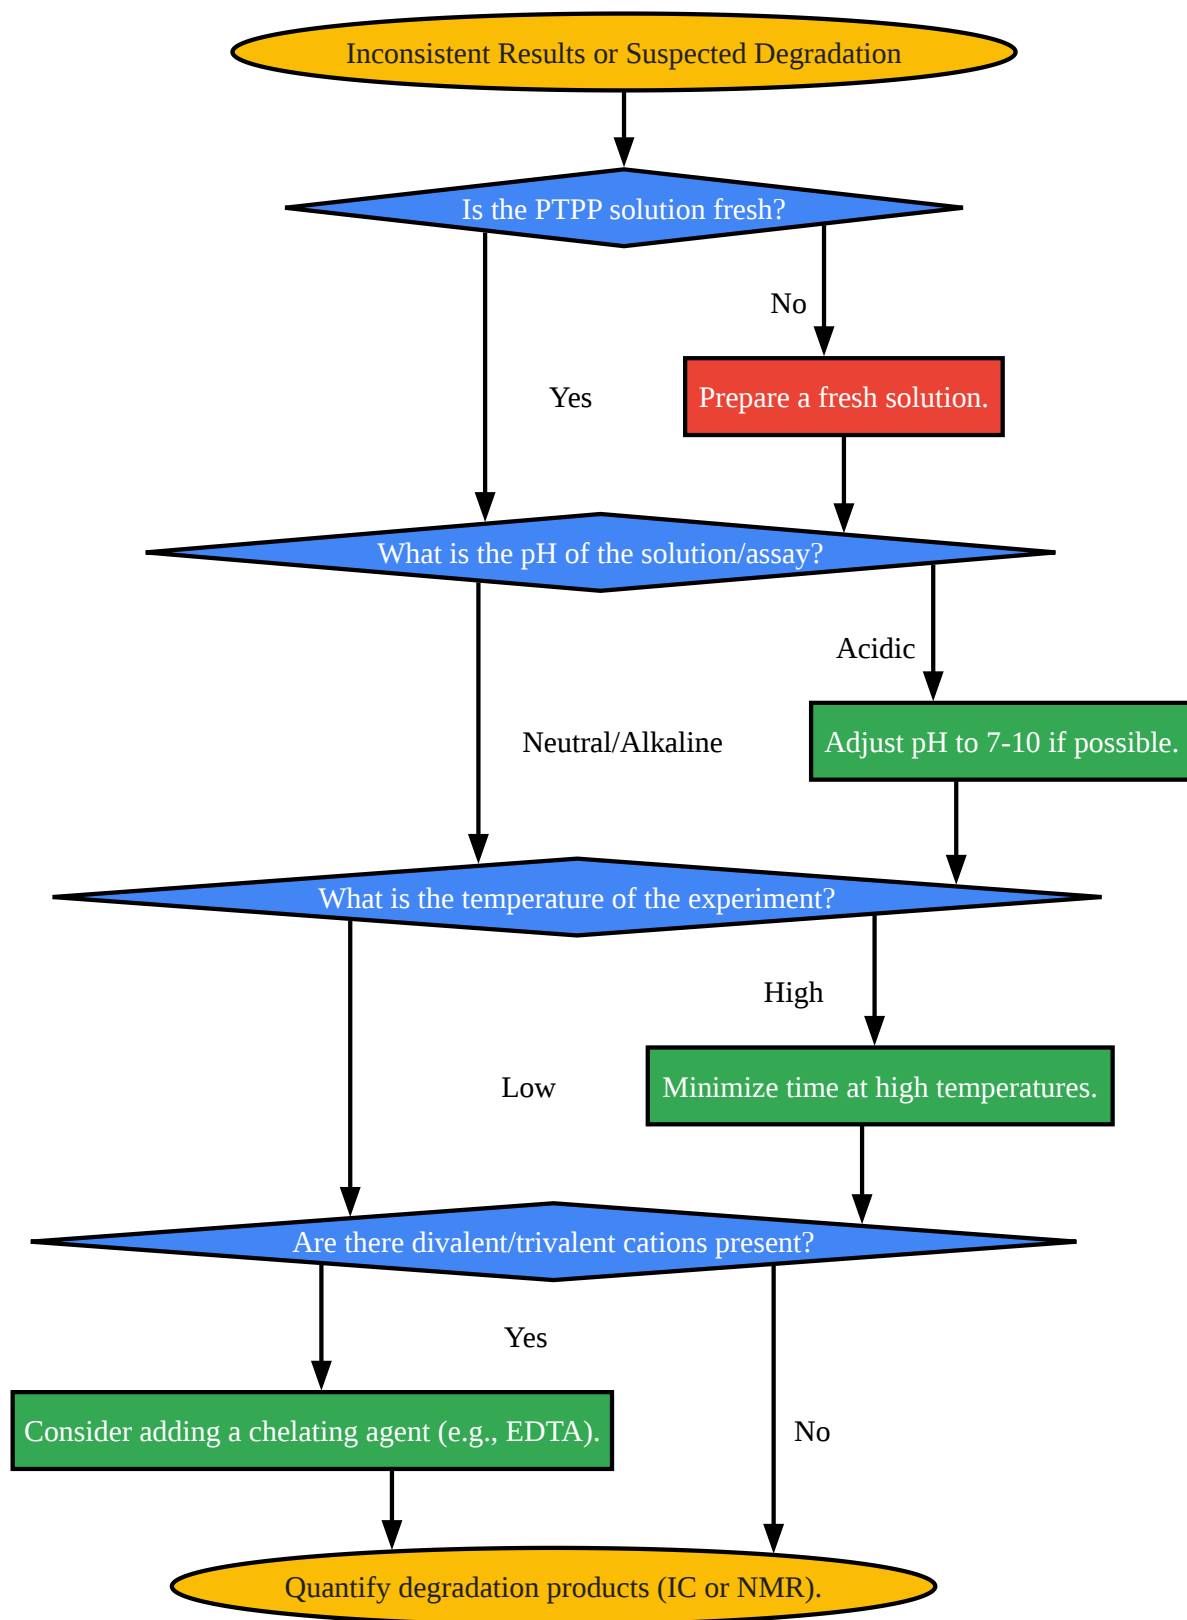 Inconsistent Results or Suspected Degradation
Is the PTPP solution fresh?
No
Yes
Prepare a fresh solution.
What is the pH of the solution/assay?
Acidic
Neutral/Alkaline
Adjust pH to 7-10 if possible.
What is the temperature of the experiment?
High
Low
Minimize time at high temperatures.
Are there divalent/trivalent cations present?
Yes
Consider adding a chelating agent (e.g., EDTA).
No
Quantify degradation products (IC or NMR).